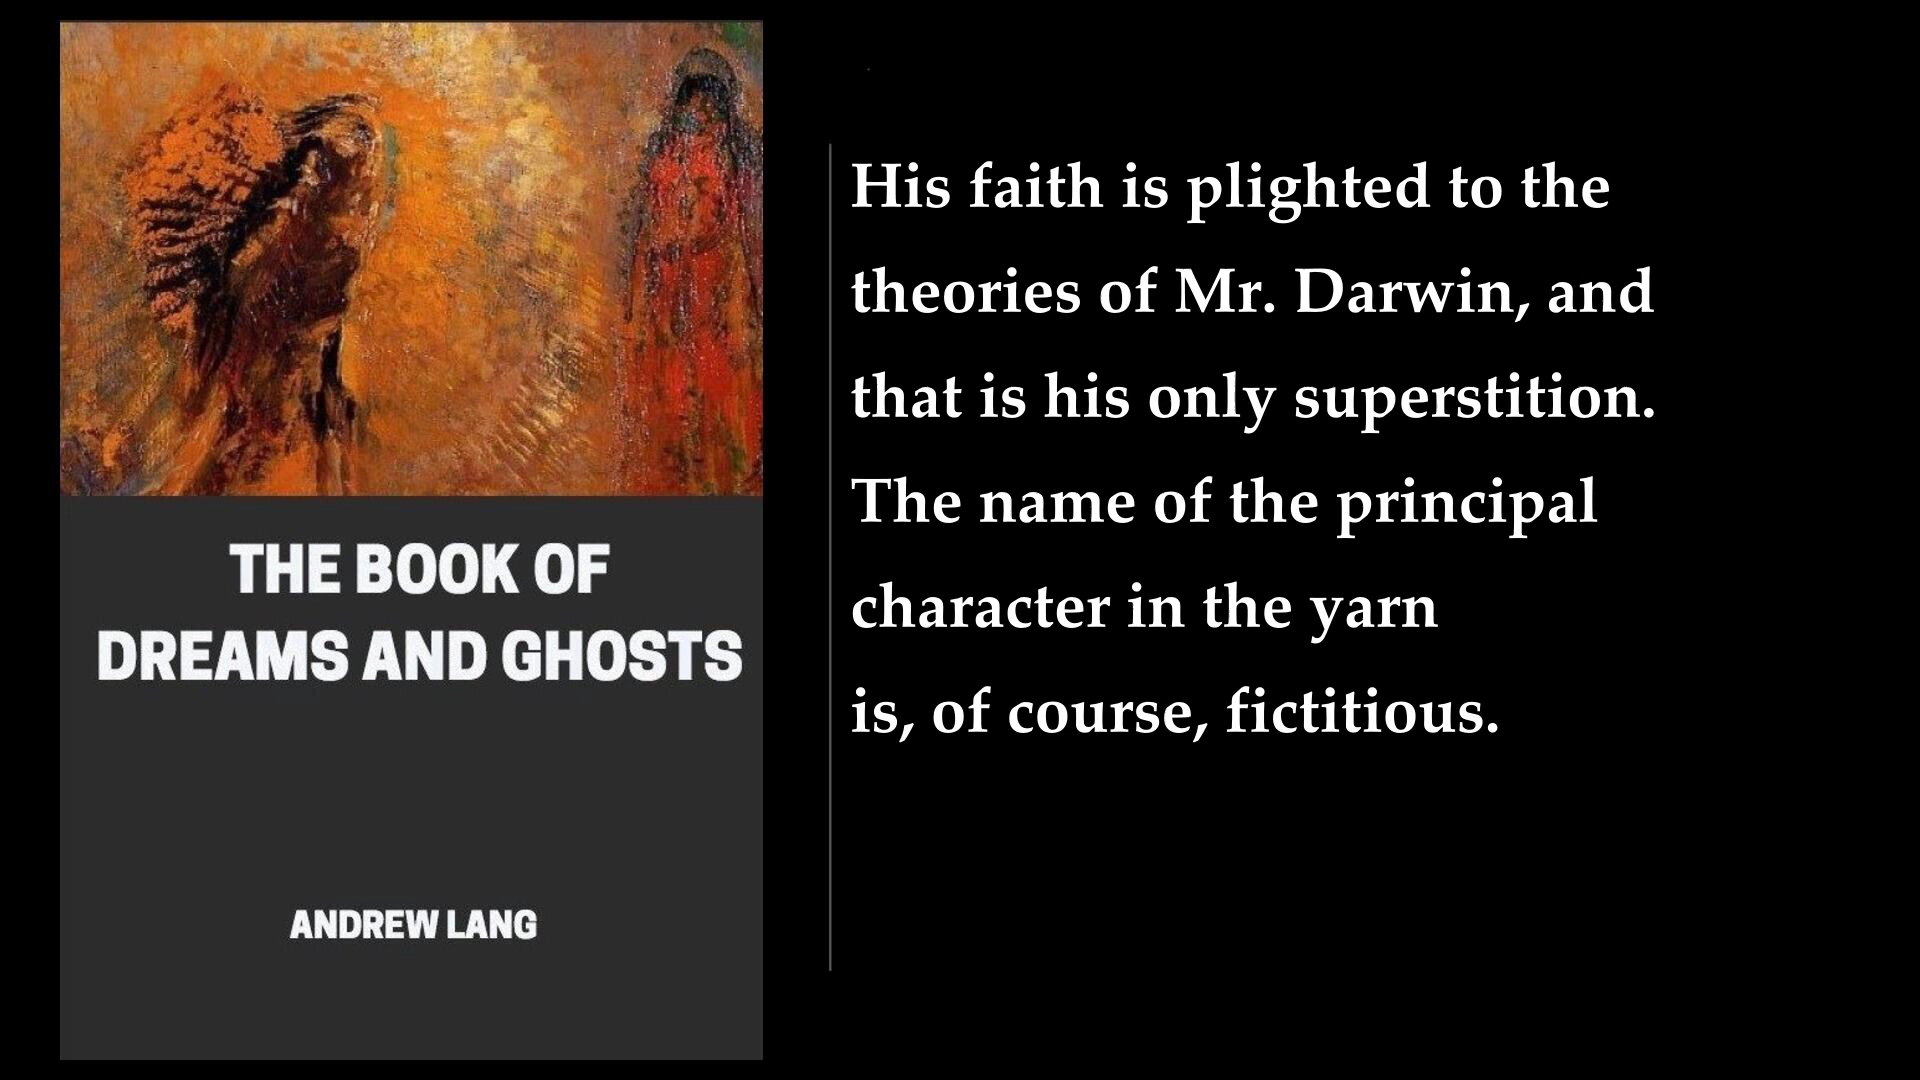 THE BOOK OF
DREAMS AND GHOSTS
ANDREW LANG
His faith is plighted to the
theories of Mr. Darwin, and
that is his only superstition.
The name of the principal
character in the yarn
is, of course, fictitious.